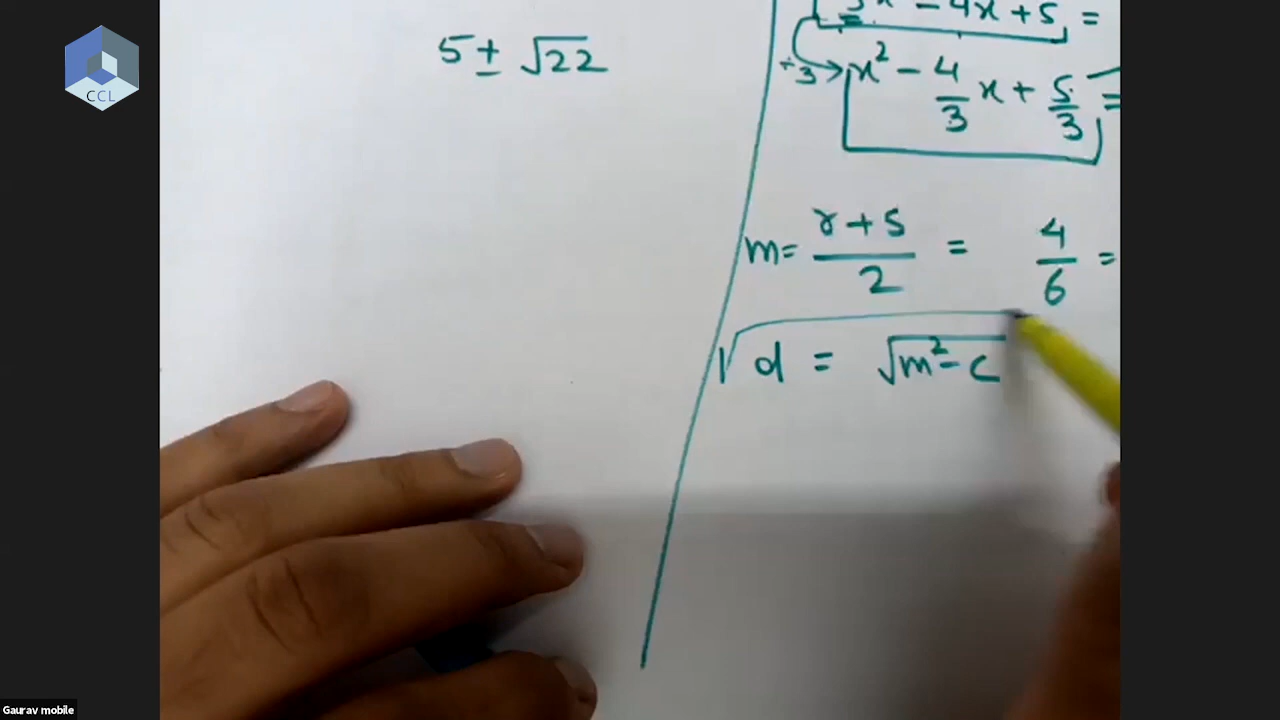 CCL
5 ± √22
3x² - 4x + 5 =
÷3 → x² - 4/3 x + 5/3 =
m = r + s / 2 = 4/6 =
d = √m² - c
Gaurav mobile